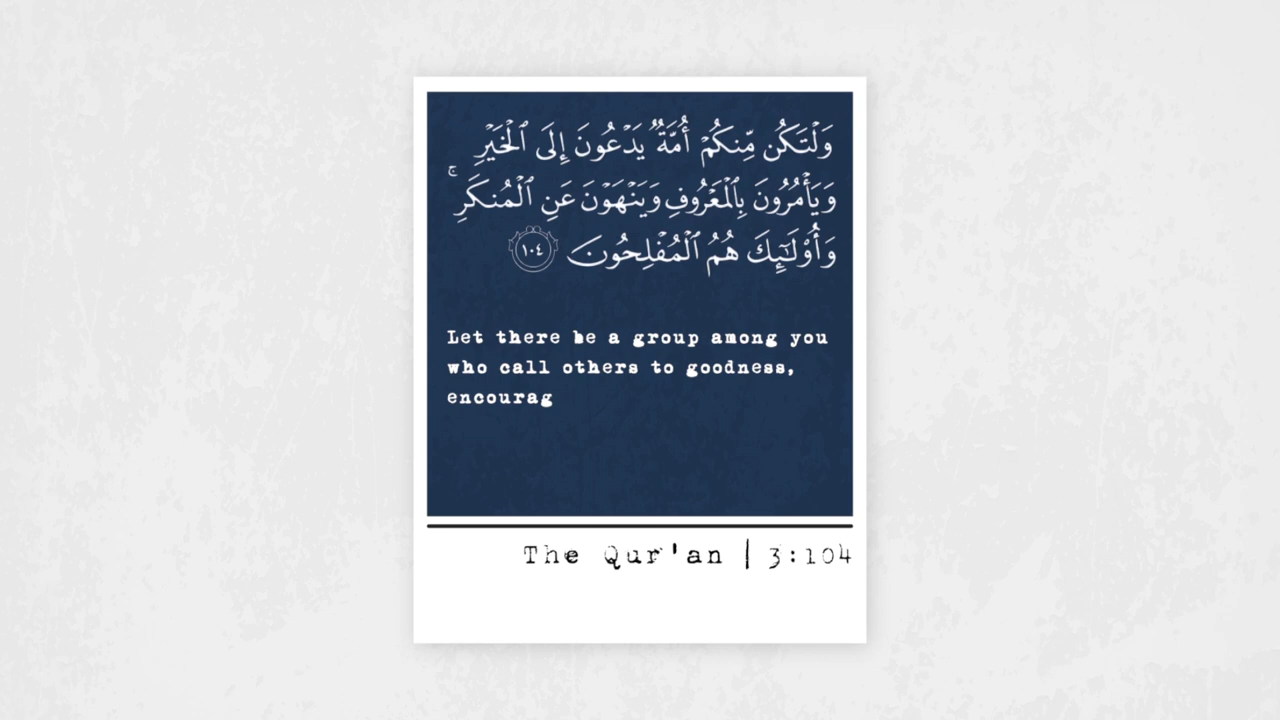 وَلْتَكُن مِّنكُمْ أُمَّةٌ يَدْعُونَ إِلَى ٱلْخَيْرِ
وَيَأْمُرُونَ بِٱلْمَعْرُوفِ وَيَنْهَوْنَ عَنِ ٱلْمُنكَرِ ۚ
وَأُو۟لَـٰٓئِكَ هُمُ ٱلْمُفْلِحُونَ ١٠٤
Let there be a group among you
who call others to goodness,
encourag
The Qur'an | 3:104